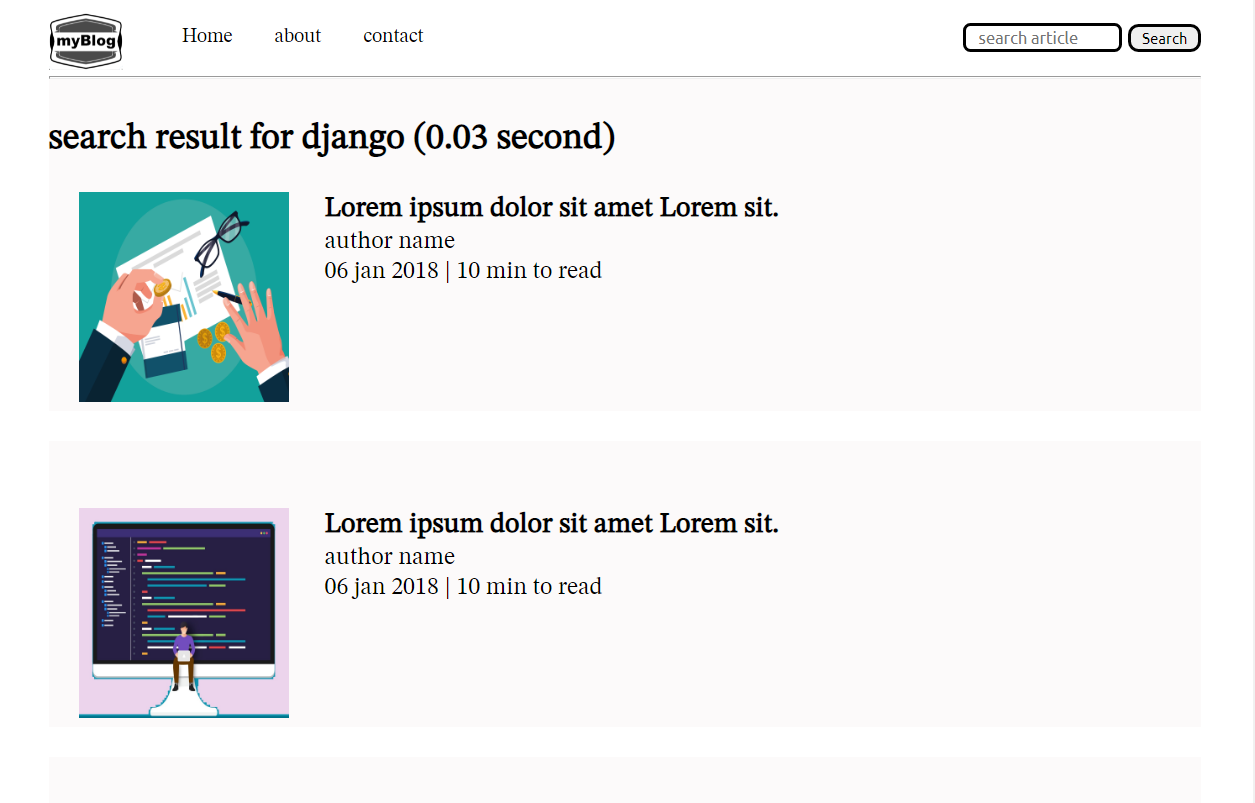 myBlog
Home about contact
search article Search
search result for django (0.03 second)
Lorem ipsum dolor sit amet Lorem sit.
author name
06 jan 2018 | 10 min to read
Lorem ipsum dolor sit amet Lorem sit.
author name
06 jan 2018 | 10 min to read